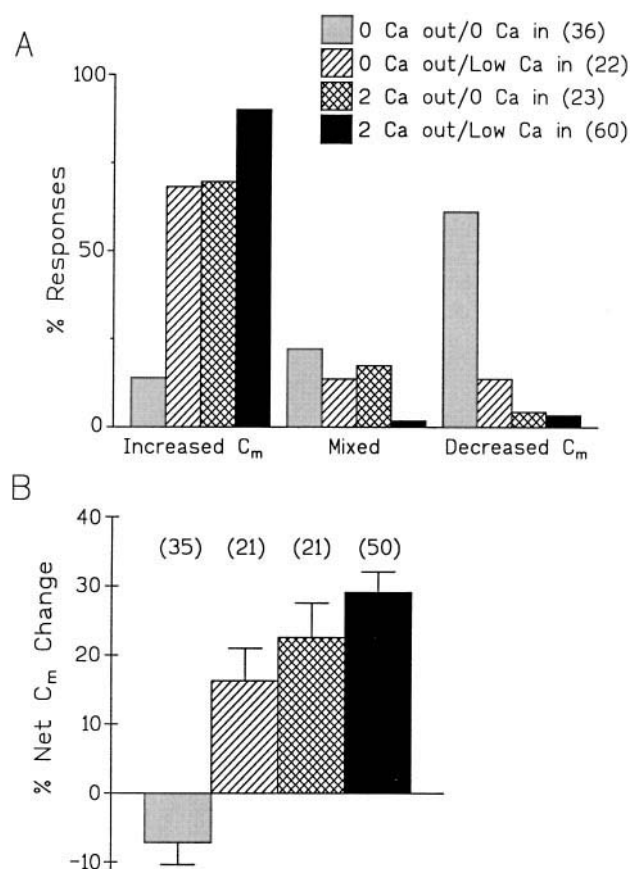 A
0 Ca out/0 Ca in (36)
0 Ca out/Low Ca in (22)
2 Ca out/0 Ca in (23)
2 Ca out/Low Ca in (60)
100
50
0
% Responses
Increased Cm
Mixed
Decreased Cm
B
40
30
20
10
0
-10
% Net Cm Change
(35)
(21)
(21)
(50)